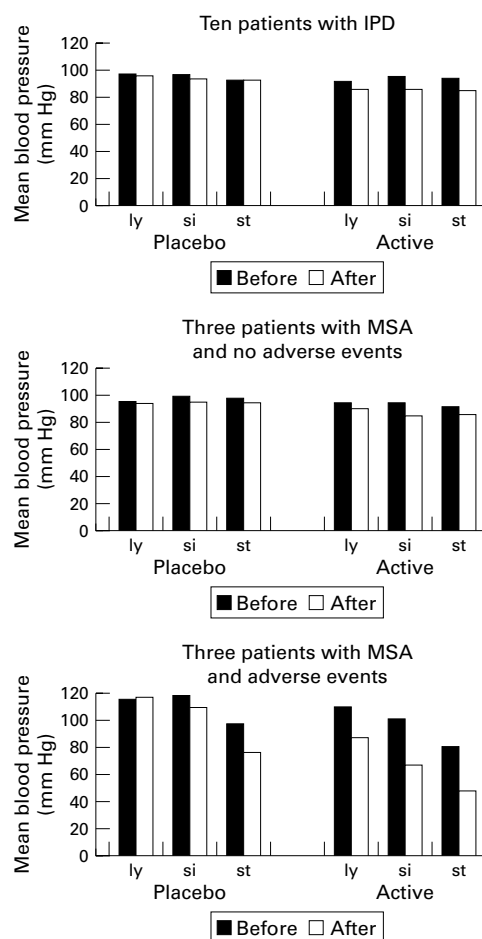 Ten patients with IPD
Mean blood pressure
(mm Hg)
120
100
80
60
40
20
0
ly si st ly si st
Placebo Active
Before After
Three patients with MSA
and no adverse events
Mean blood pressure
(mm Hg)
120
100
80
60
40
20
0
ly si st ly si st
Placebo Active
Before After
Three patients with MSA
and adverse events
Mean blood pressure
(mm Hg)
120
100
80
60
40
20
0
ly si st ly si st
Placebo Active
Before After